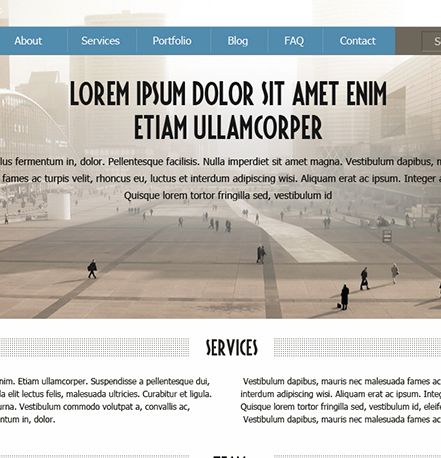 About Services Portfolio Blog FAQ Contact S
LOREM IPSUM DOLOR SIT AMET ENIM
ETIAM ULLAMCORPER
lus fermentum in, dolor. Pellentesque facilisis. Nulla imperdiet sit amet magna. Vestibulum dapibus, m
fames ac turpis velit, rhoncus eu, luctus et interdum adipiscing wisi. Aliquam erat ac ipsum. Integer a
Quisque lorem tortor fringilla sed, vestibulum id
SERVICES
nim. Etiam ullamcorper. Suspendisse a pellentesque dui,
la elit lectus felis, malesuada ultricies. Curabitur et ligula.
urna. Vestibulum commodo volutpat a, convallis ac,
entum in, dolor.
Vestibulum dapibus, mauris nec malesuada fames ac
interdum adipiscing wisi. Aliquam erat ac ipsum. Integ
Quisque lorem tortor fringilla sed, vestibulum id, eleife
Vestibulum dapibus, mauris nec malesuada fames ac